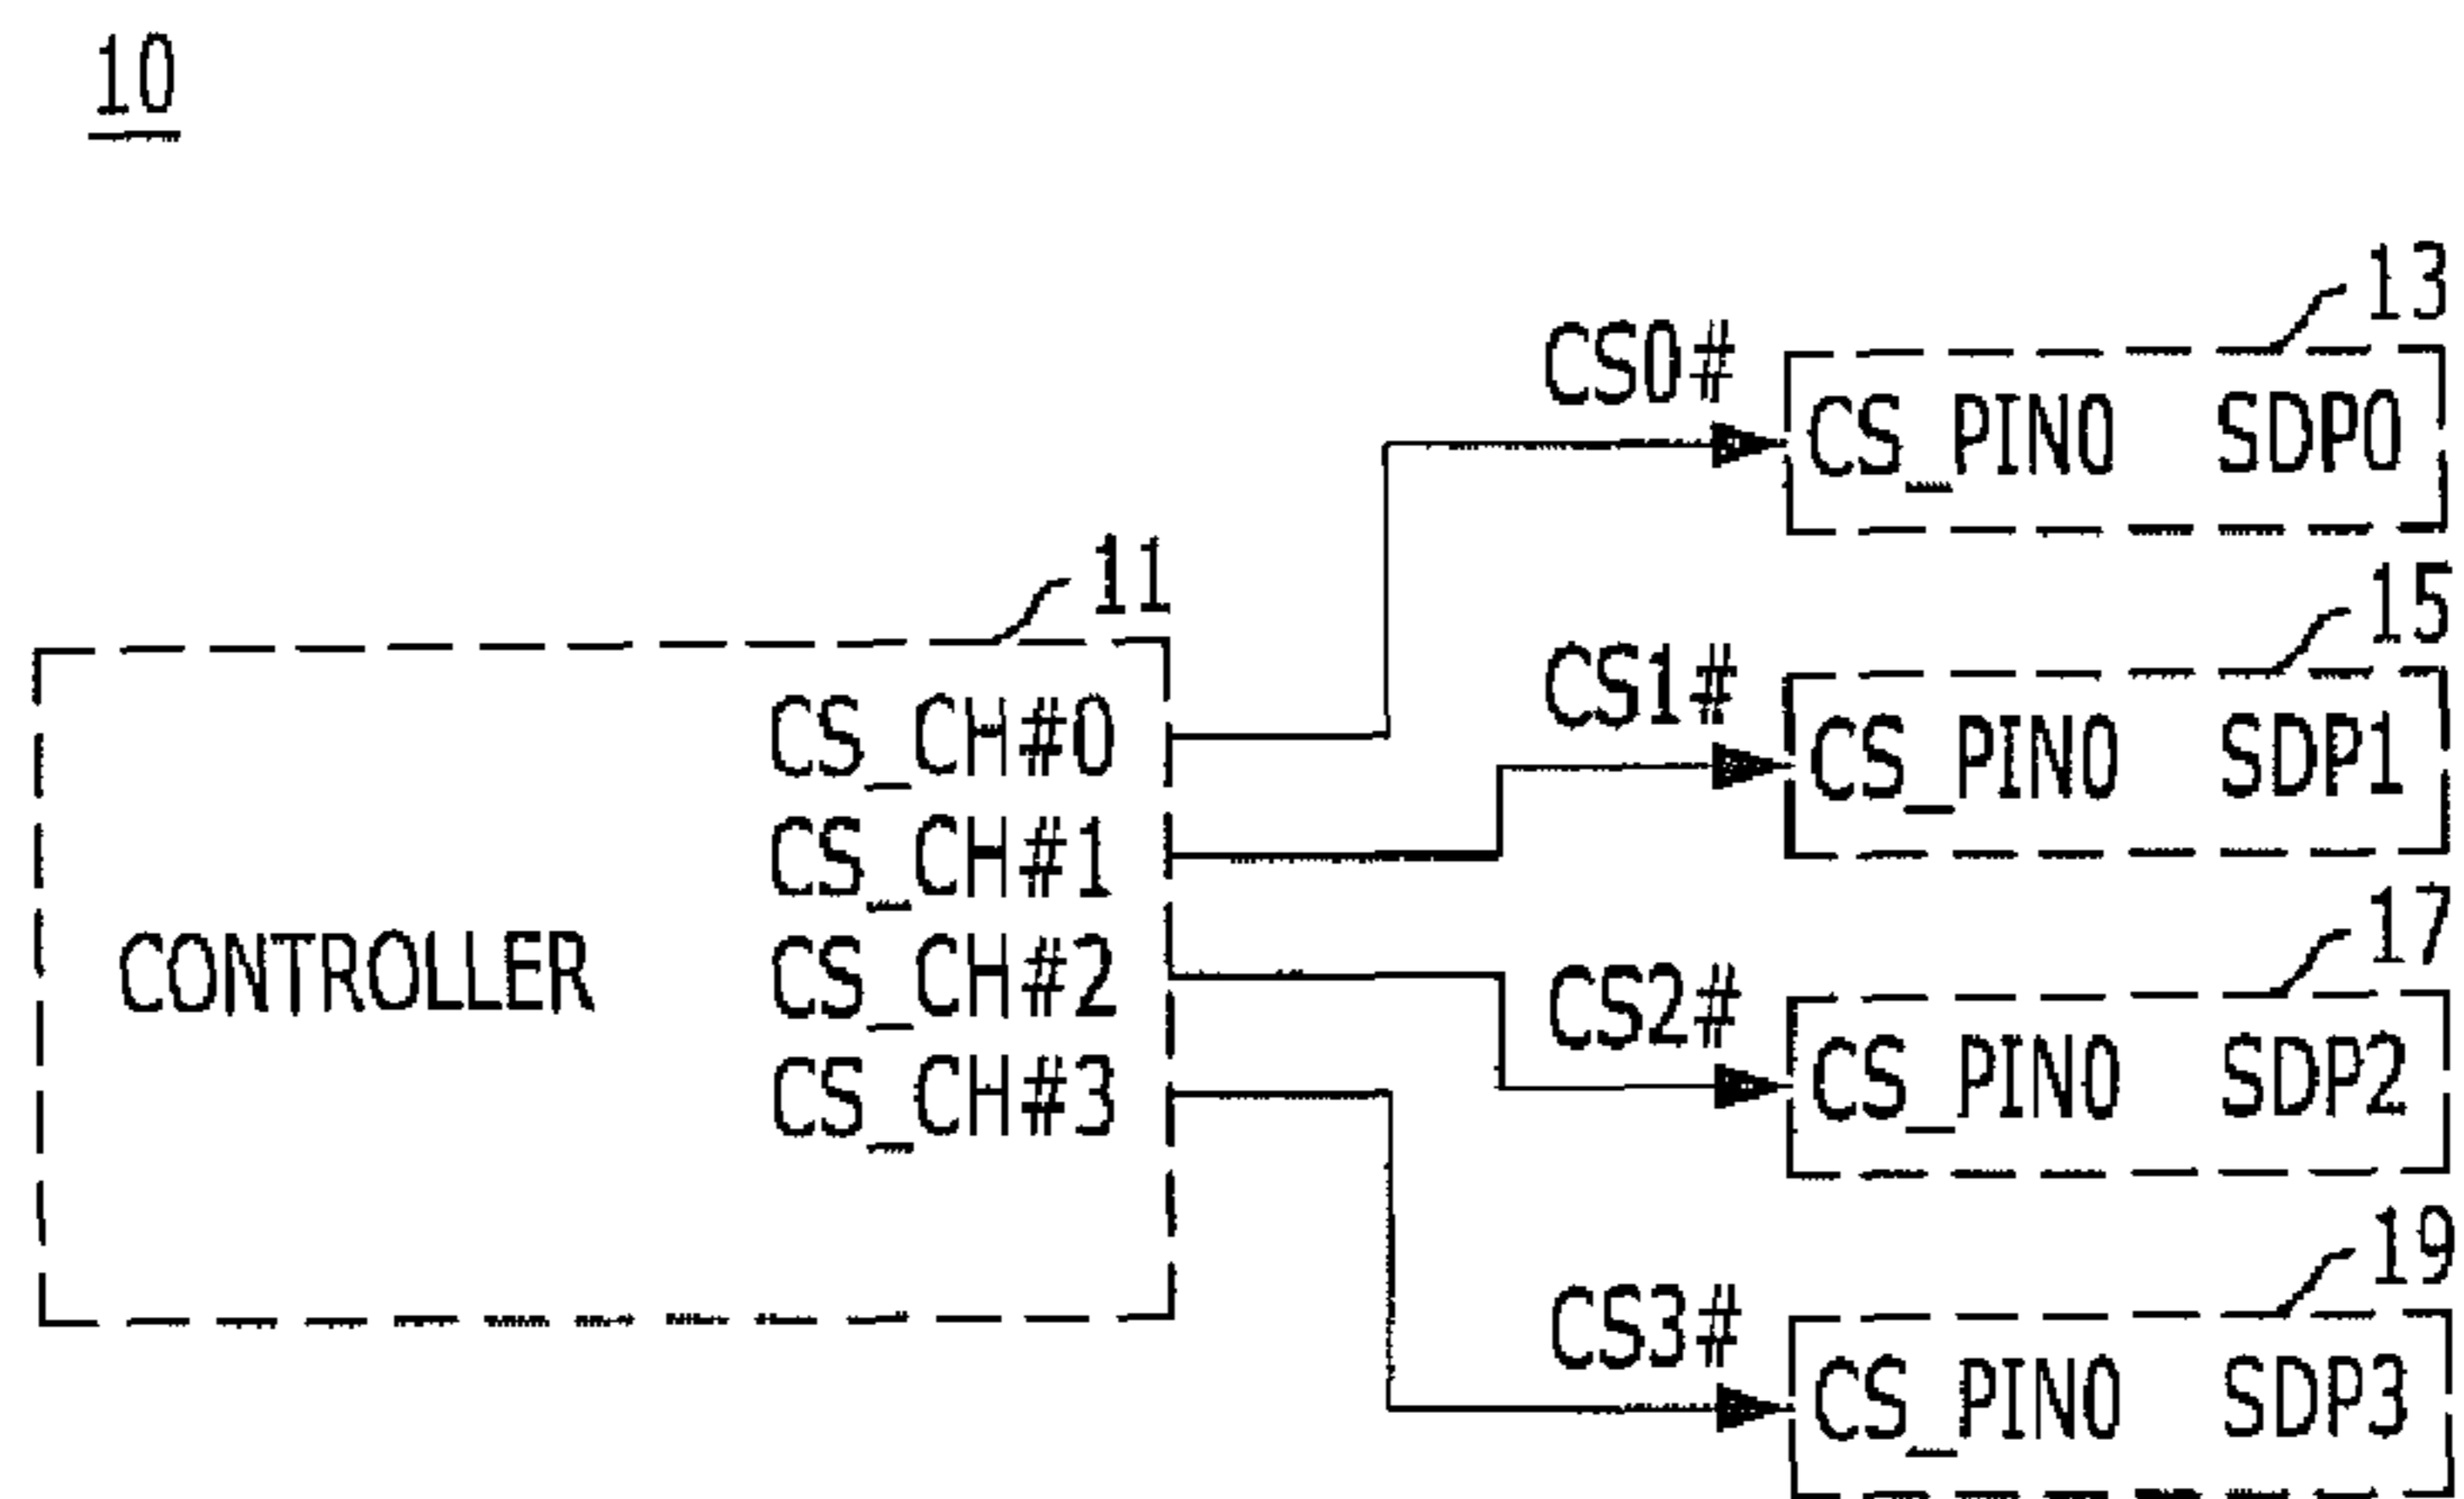 10
13
CS0#
CS_PIN0 SDP0
11
15
CS1#
CS_PIN0 SDP1
CS_CH#0
CS_CH#1
CS_CH#2
CS_CH#3
CONTROLLER
17
CS2#
CS_PIN0 SDP2
19
CS3#
CS_PIN0 SDP3